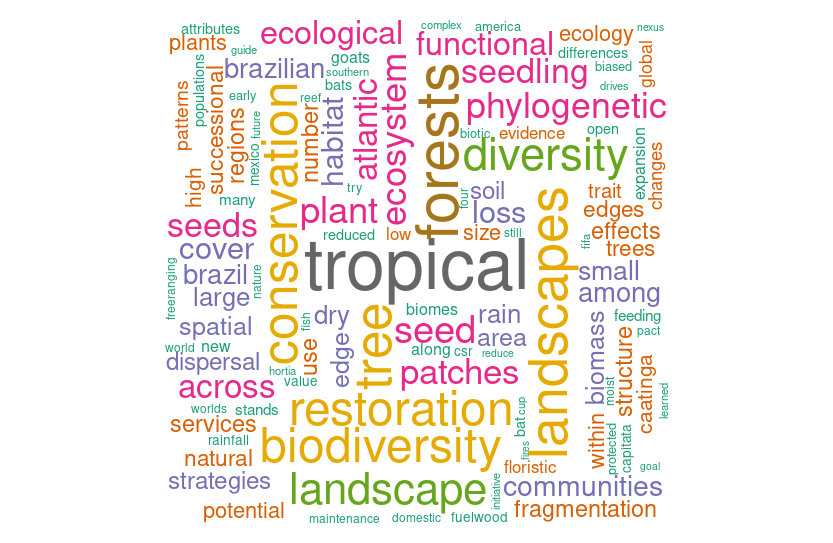 complex
america
nexus
attributes
ecological
functional
ecology
plants
guide
goats
differences
global
brazilian
southern
seedling
biased
populations
successional
bats
drives
patterns
early
reef
phylogenetic
conservation
number
habitat
atlantic
ecosystem
forests
regions
future
mexico
biotic
evidence
open
expansion
changes
diversity
high
many
try
plant
soil
four
trait
seeds
loss
edges
reduced
low
size
still
effects
cover
tropical
landscapes
fifa
trees
brazil
small
freeranging
large
nature
among
spatial
fish
dry
tree
biomes
rain
feeding
world
new
use
edge
seed
area
biomass
structure
pact
dispersal
along
csr
reduce
caatinga
hortia
value
patches
moist
learned
across
worlds
stands
restoration
cup
bat
services
rainfall
biodiversity
fires
within
protected
capitata
natural
floristic
goal
strategies
landscape
initiative
communities
potential
maintenance
domestic
fuelwood
fragmentation